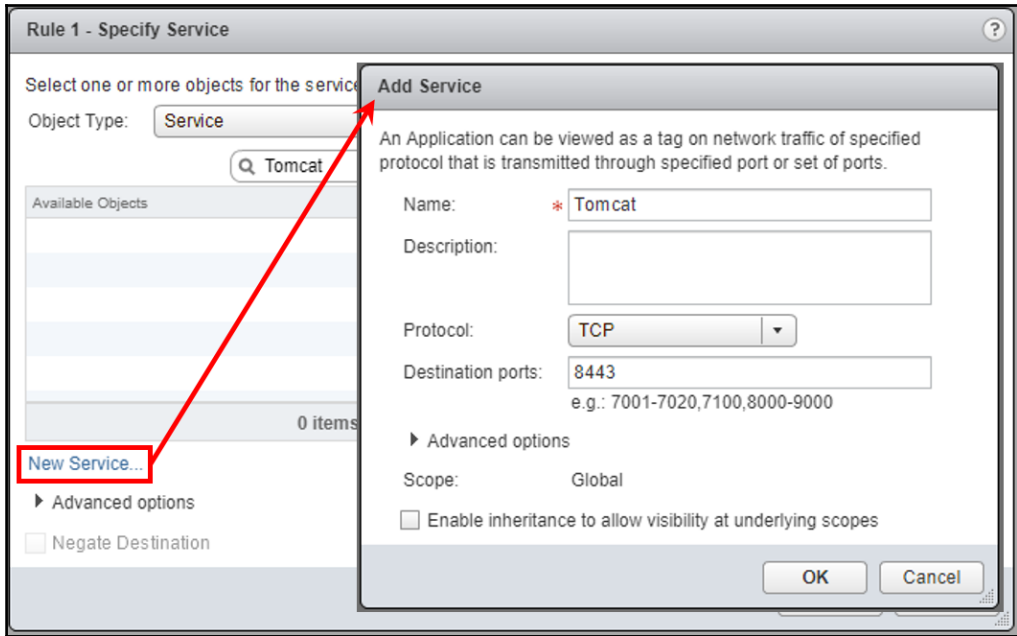 Rule 1 - Specify Service
?
Select one or more objects for the service
Object Type: Service
Tomcat
Available Objects
0 items
New Service...
Advanced options
Negate Destination
Add Service
An Application can be viewed as a tag on network traffic of specified
protocol that is transmitted through specified port or set of ports.
Name: * Tomcat
Description:
Protocol: TCP
Destination ports: 8443
e.g.: 7001-7020,7100,8000-9000
Advanced options
Scope: Global
Enable inheritance to allow visibility at underlying scopes
OK Cancel